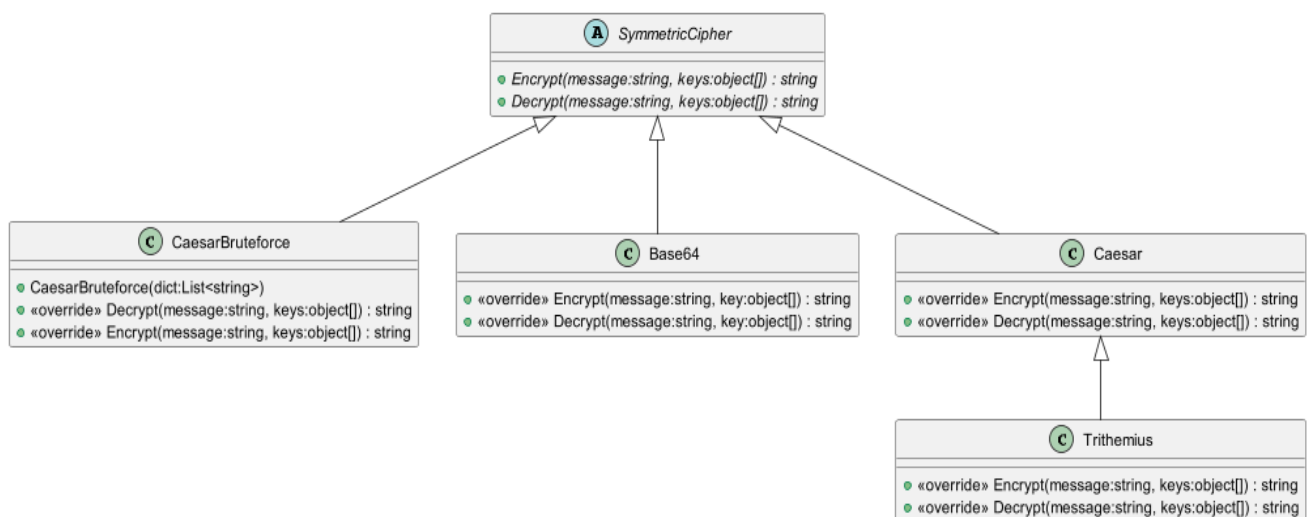 A SymmetricCipher
Encrypt(message:string, keys:object[]) : string
Decrypt(message:string, keys:object[]) : string
C CaesarBruteforce
CaesarBruteforce(dict:List<string>)
«override» Decrypt(message:string, keys:object[]) : string
«override» Encrypt(message:string, keys:object[]) : string
C Base64
«override» Encrypt(message:string, key:object[]) : string
«override» Decrypt(message:string, key:object[]) : string
C Caesar
«override» Encrypt(message:string, keys:object[]) : string
«override» Decrypt(message:string, keys:object[]) : string
C Trithemius
«override» Encrypt(message:string, keys:object[]) : string
«override» Decrypt(message:string, keys:object[]) : string